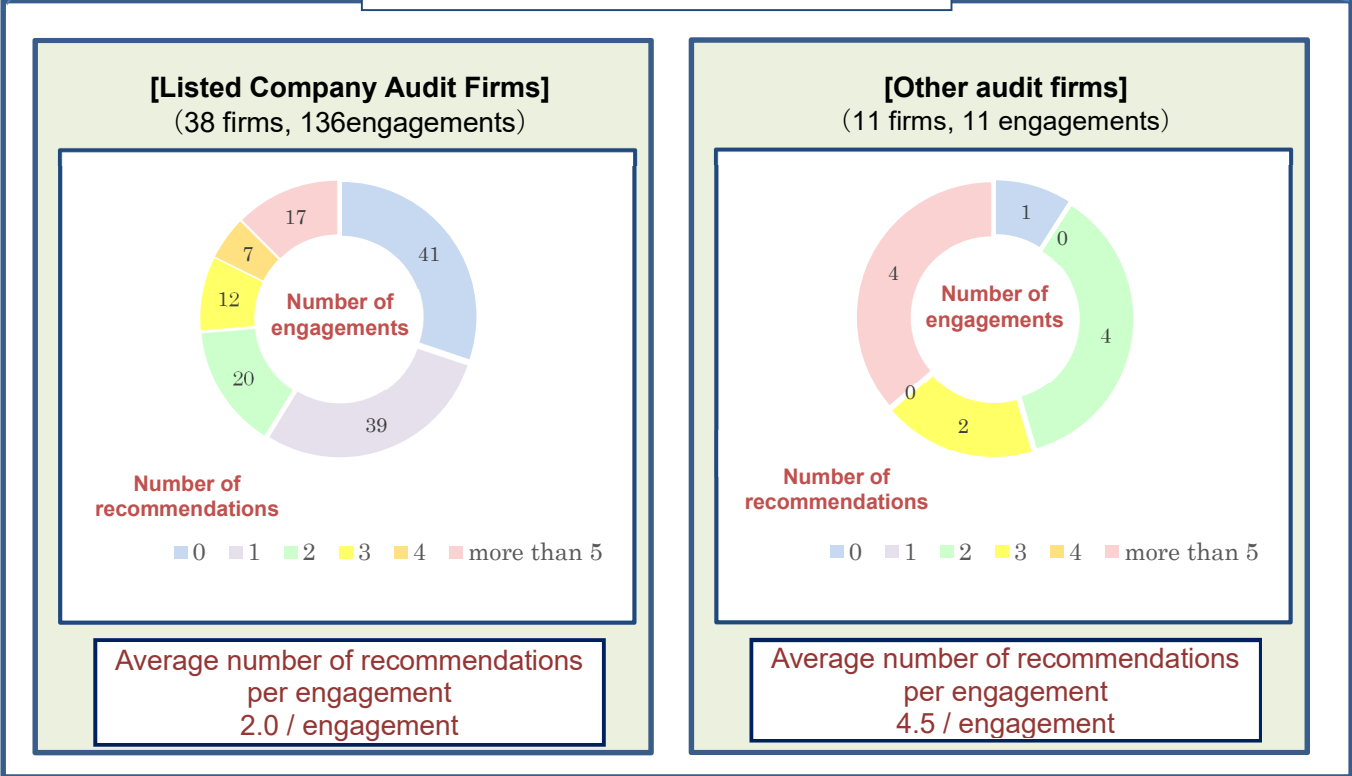 [Listed Company Audit Firms]
（38 firms, 136engagements）
41
39
20
12
7
17
Number of
engagements
Number of
recommendations
0 1 2 3 4 more than 5
Average number of recommendations
per engagement
2.0 / engagement
[Other audit firms]
（11 firms, 11 engagements）
1
0
4
2
0
4
Number of
engagements
Number of
recommendations
0 1 2 3 4 more than 5
Average number of recommendations
per engagement
4.5 / engagement